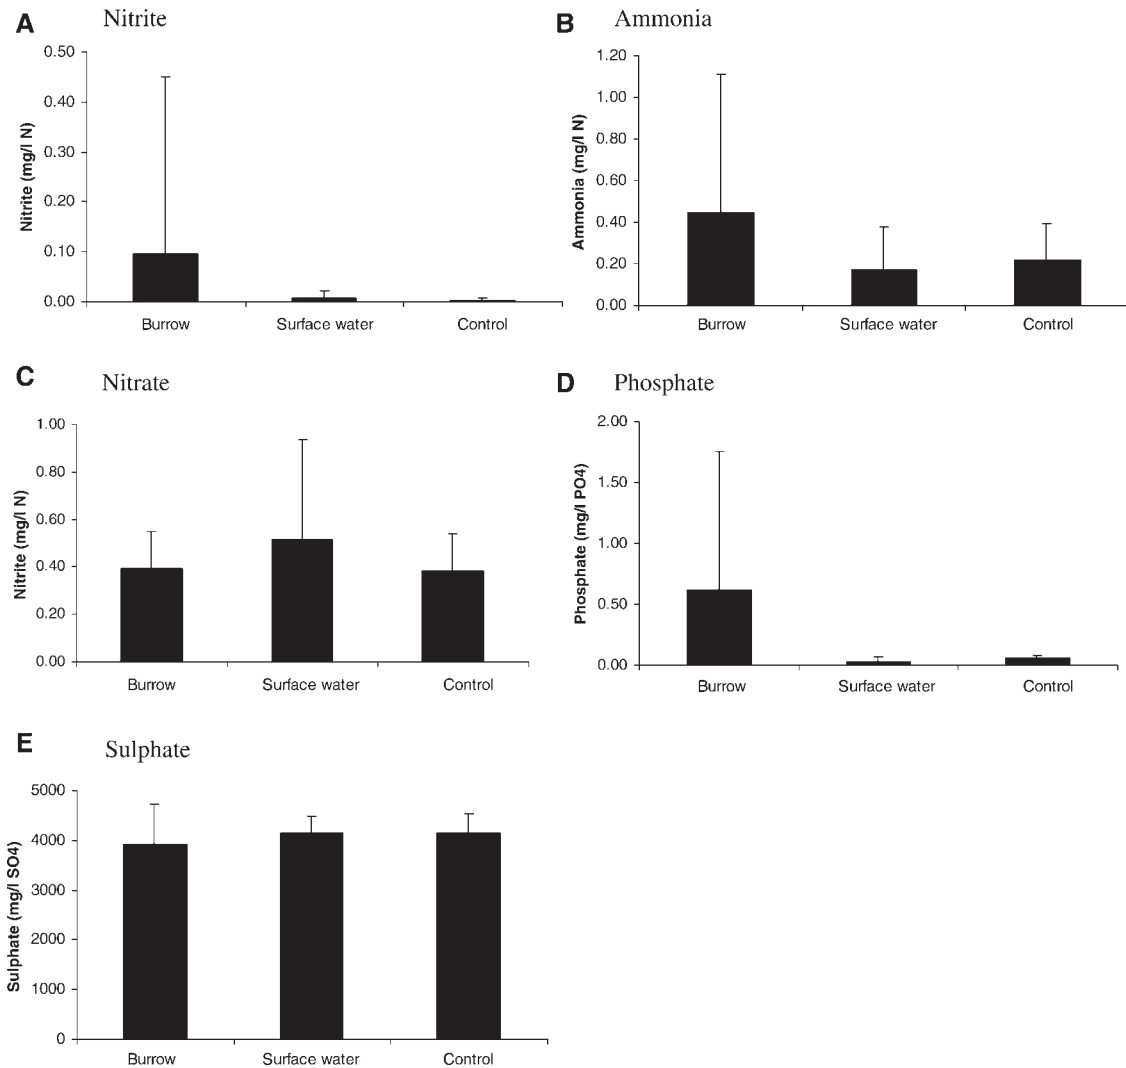 A Nitrite
0.50
0.40
0.30
0.20
0.10
0.00
Nitrite (mg/l N)
Burrow Surface water Control
B Ammonia
1.20
1.00
0.80
0.60
0.40
0.20
0.00
Ammonia (mg/l N)
Burrow Surface water Control
C Nitrate
1.00
0.80
0.60
0.40
0.20
0.00
Nitrite (mg/l N)
Burrow Surface water Control
D Phosphate
2.00
1.50
1.00
0.50
0.00
Phosphate (mg/l PO4)
Burrow Surface water Control
E Sulphate
5000
4000
3000
2000
1000
0
Sulphate (mg/l SO4)
Burrow Surface water Control